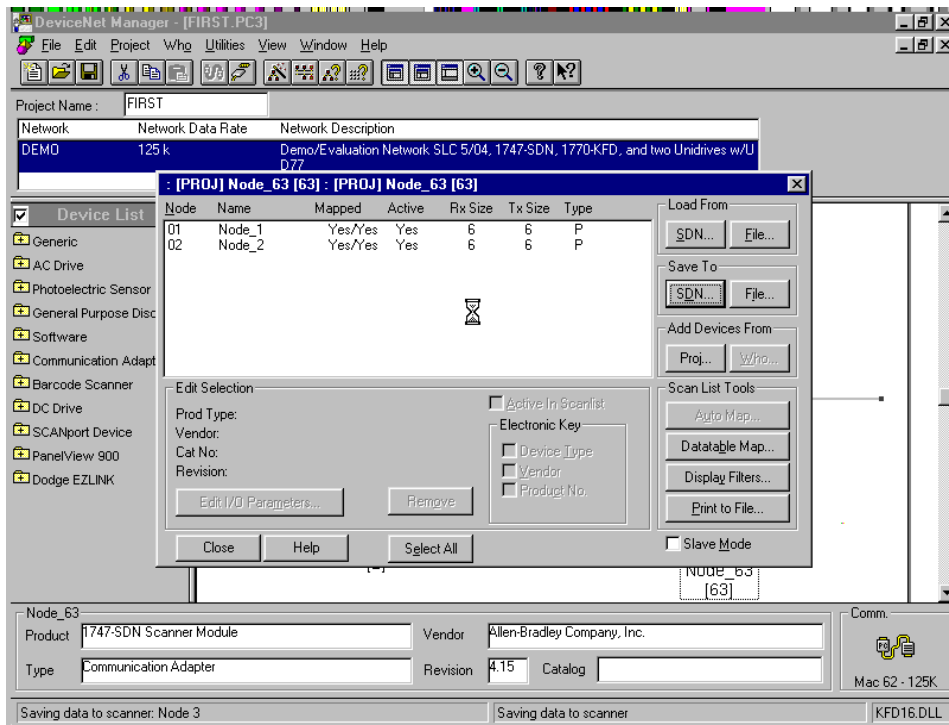 DeviceNet Manager - [FIRST.PC3]
File Edit Project Who Utilities View Window Help
Project Name : FIRST
Network Network Data Rate Network Description
DEMO 125 k Demo/Evaluation Network SLC 5/04, 1747-SDN, 1770-KFD, and two Unidrives w/U
D77
: [PROJ] Node_63 [63] : [PROJ] Node_63 [63]
Node Name Mapped Active Rx Size Tx Size Type
01 Node_1 Yes/Yes Yes 6 6 P
02 Node_2 Yes/Yes Yes 6 6 P
Load From
SDN... File...
Save To
SDN... File...
Add Devices From
Proj... Who...
Scan List Tools
Auto Map...
Datatable Map...
Display Filters...
Print to File...
Slave Mode
Edit Selection
Prod Type:
Vendor:
Cat No:
Revision:
Edit I/O Parameters...
Remove
Active In Scanlist
Electronic Key
Device Type
Vendor
Product No.
Close Help Select All
Device List
Generic
AC Drive
Photoelectric Sensor
General Purpose Disc
Software
Communication Adapt
Barcode Scanner
DC Drive
SCANport Device
PanelView 900
Dodge EZLINK
Node_63
[63]
Node_63
Product 1747-SDN Scanner Module
Vendor Allen-Bradley Company, Inc.
Type Communication Adapter
Revision 4.15 Catalog
Comm.
Mac 62 - 125K
Saving data to scanner: Node 3
Saving data to scanner
KFD16.DLL